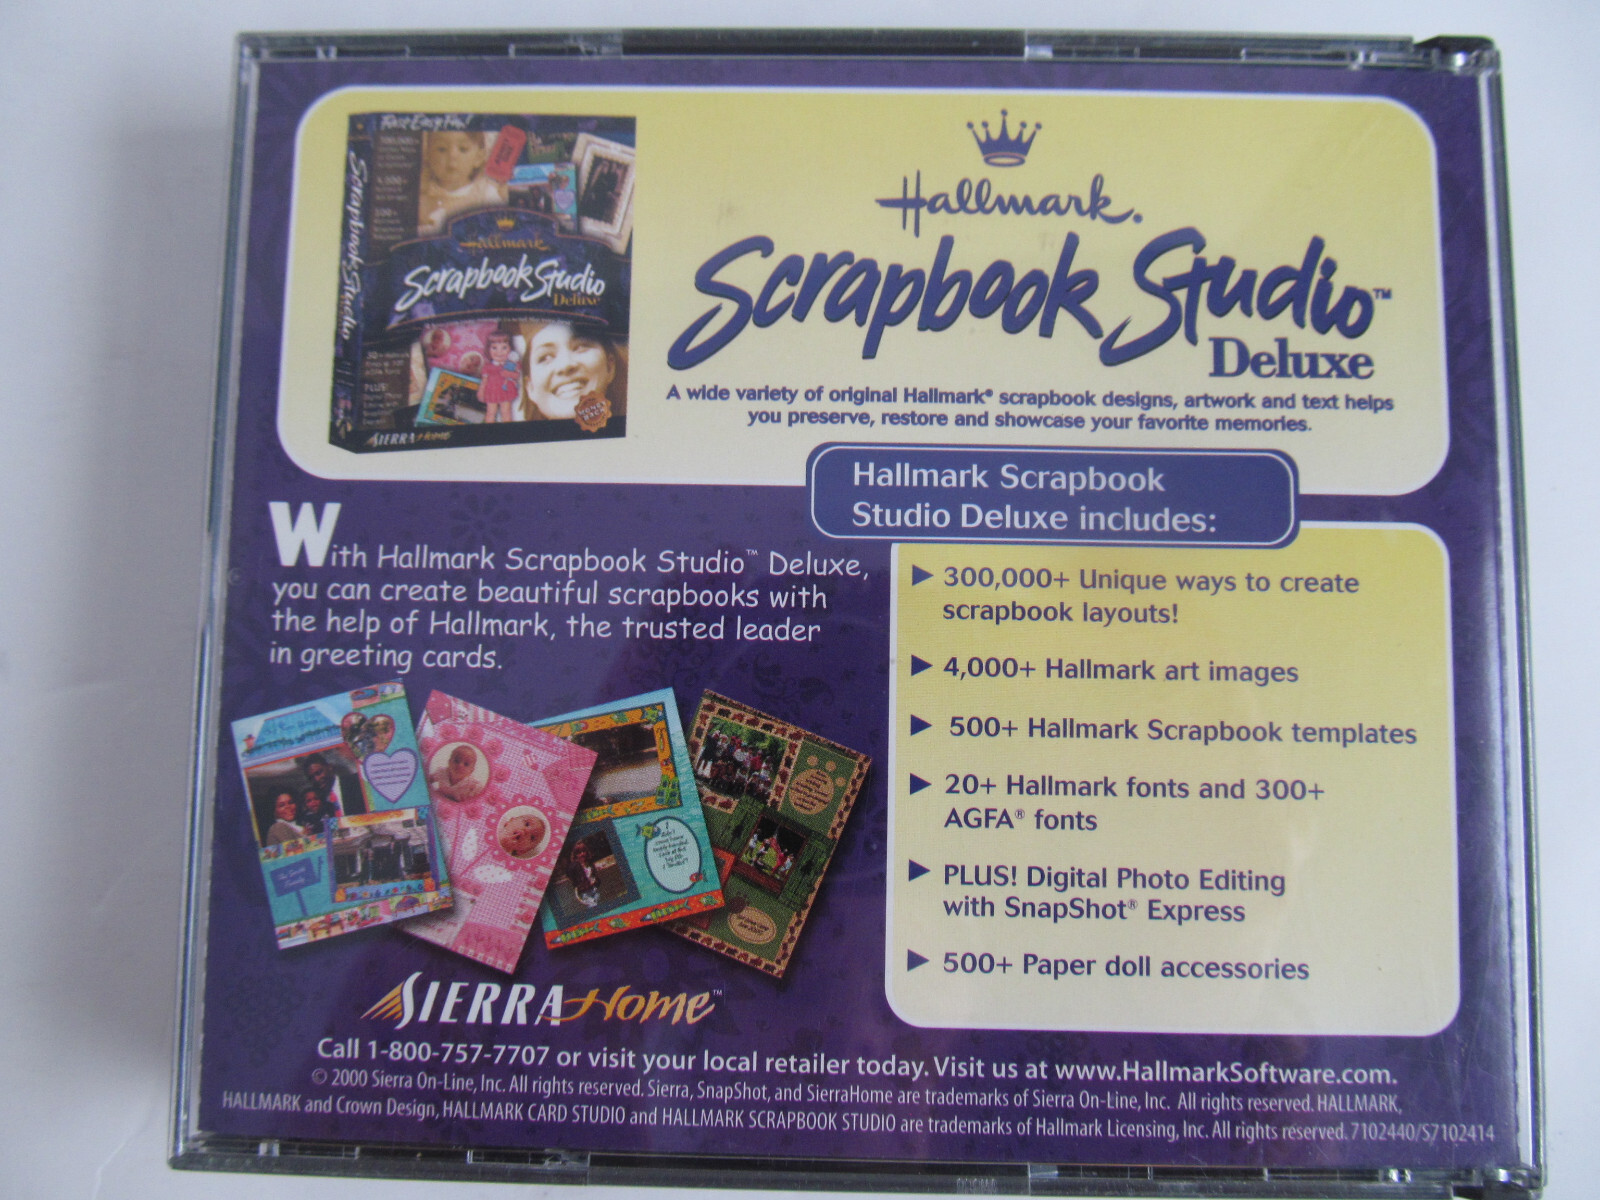 Fast. Easy. Fun!
Hallmark
Scrapbook Studio
Deluxe
Scrapbook Studio
PLUS!
SIERRA Home
Hallmark.
Scrapbook Studio™
Deluxe
A wide variety of original Hallmark® scrapbook designs, artwork and text helps
you preserve, restore and showcase your favorite memories.
Hallmark Scrapbook
Studio Deluxe includes:
With Hallmark Scrapbook Studio™ Deluxe,
you can create beautiful scrapbooks with
the help of Hallmark, the trusted leader
in greeting cards.
▶ 300,000+ Unique ways to create
scrapbook layouts!
▶ 4,000+ Hallmark art images
▶ 500+ Hallmark Scrapbook templates
▶ 20+ Hallmark fonts and 300+
AGFA® fonts
▶ PLUS! Digital Photo Editing
with SnapShot® Express
▶ 500+ Paper doll accessories
SIERRA Home™
Call 1-800-757-7707 or visit your local retailer today. Visit us at www.HallmarkSoftware.com.
© 2000 Sierra On-Line, Inc. All rights reserved. Sierra, SnapShot, and SierraHome are trademarks of Sierra On-Line, Inc. All rights reserved. HALLMARK,
HALLMARK and Crown Design, HALLMARK CARD STUDIO and HALLMARK SCRAPBOOK STUDIO are trademarks of Hallmark Licensing, Inc. All rights reserved. 7102440/S7102414